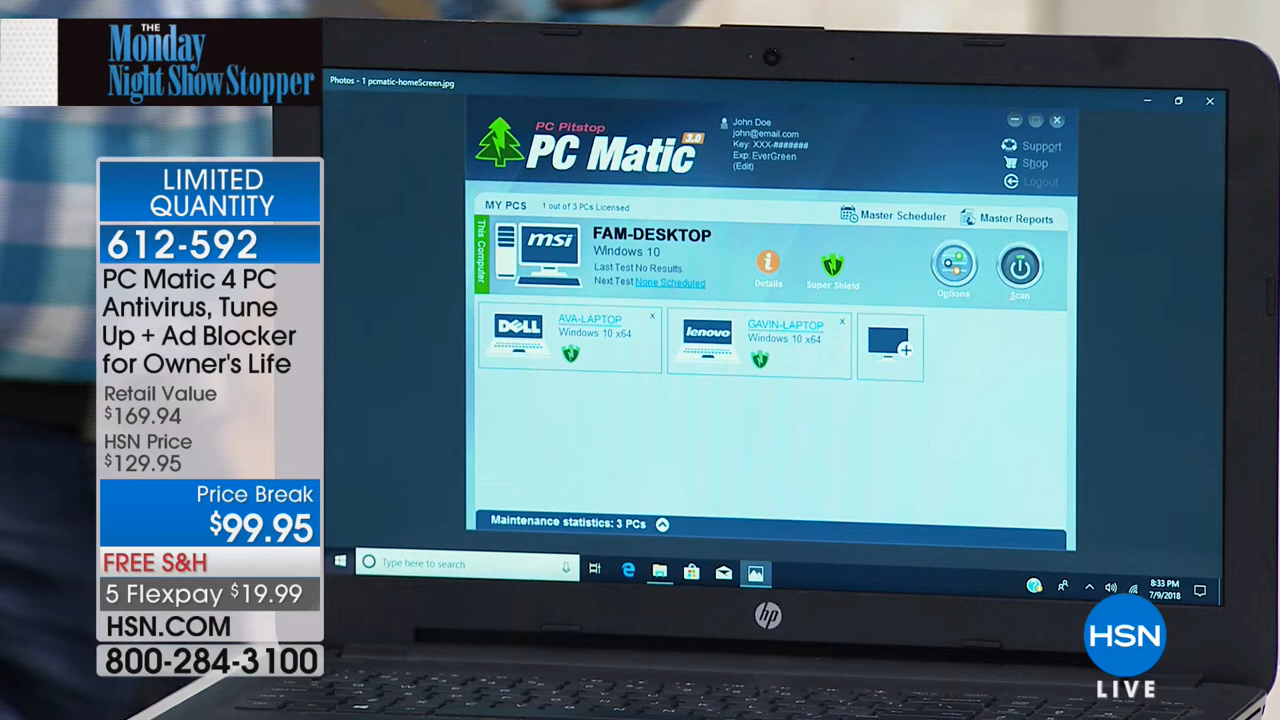 THE
Monday
Night Show Stopper
LIMITED
QUANTITY
612-592
PC Matic 4 PC
Antivirus, Tune
Up + Ad Blocker
for Owner's Life
Retail Value
$169.94
HSN Price
$129.95
Price Break
$99.95
FREE S&H
5 Flexpay $19.99
HSN.COM
800-284-3100
Photos - 1 pcmatic-homeScreen.jpg
PC Pitstop
PC Matic 3.0
John Doe
john@email.com
Key: XXX-#######
Exp: EverGreen
(Edit)
Support
Shop
Logout
MY PCS 1 out of 3 PCs Licensed
Master Scheduler
Master Reports
This Computer
msi
FAM-DESKTOP
Windows 10
Last Test No Results
Next Test None Scheduled
Details
Super Shield
Options
Scan
DELL
AVA-LAPTOP x
Windows 10 x64
lenovo
GAVIN-LAPTOP x
Windows 10 x64
Maintenance statistics: 3 PCs
Type here to search
8:33 PM
7/9/2018
hp
HSN
LIVE